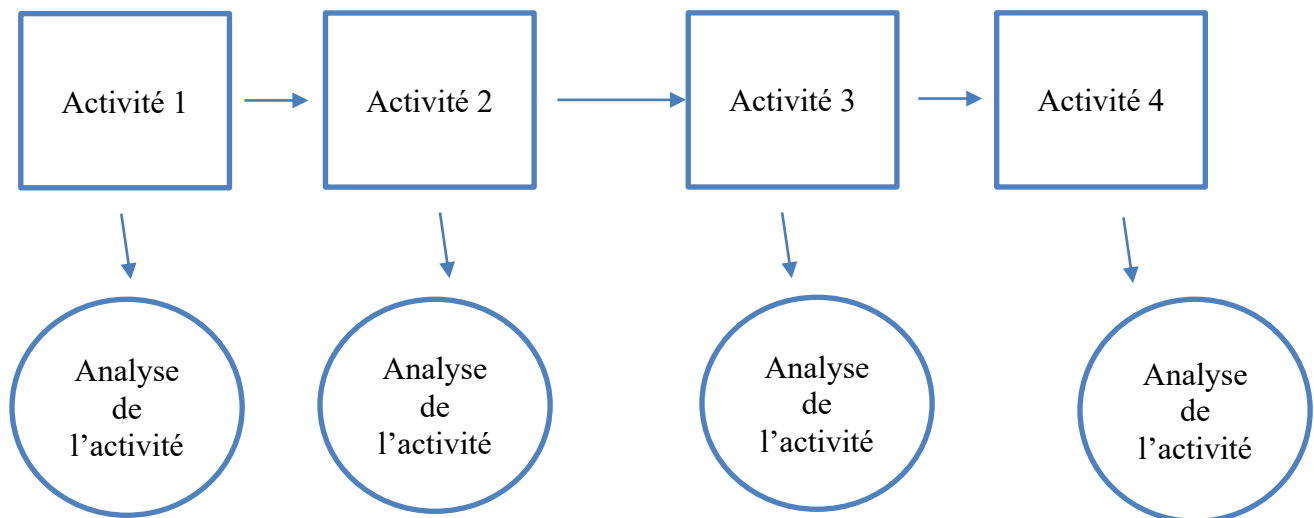 Activité 1
Activité 2
Activité 3
Activité 4
Analyse
de
l’activité
Analyse
de
l’activité
Analyse
de
l’activité
Analyse
de
l’activité